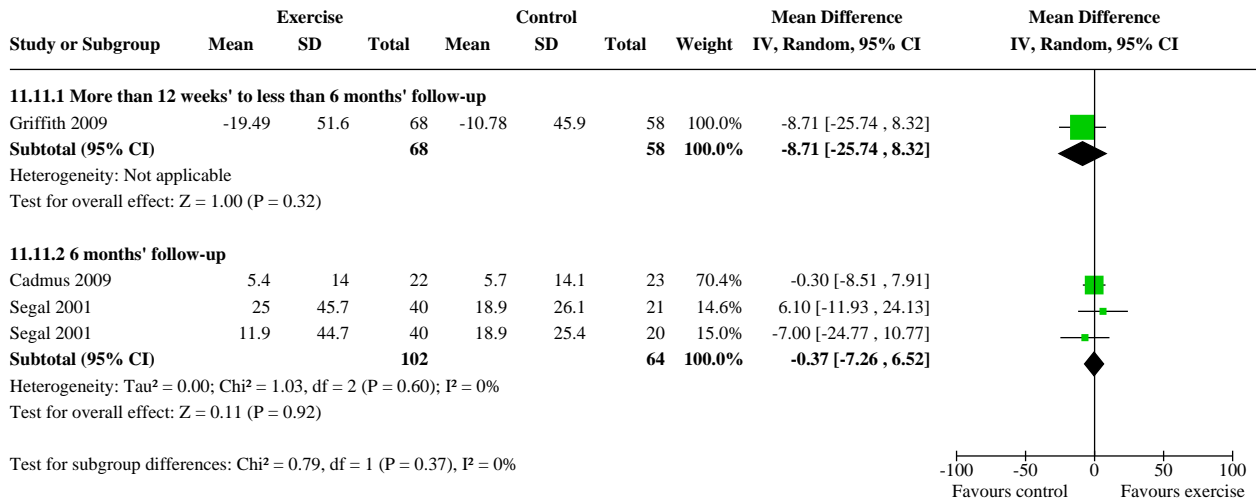 Exercise Control Mean Difference Mean Difference
Study or Subgroup Mean SD Total Mean SD Total Weight IV, Random, 95% CI IV, Random, 95% CI
11.11.1 More than 12 weeks' to less than 6 months' follow-up
Griffith 2009 -19.49 51.6 68 -10.78 45.9 58 100.0% -8.71 [-25.74 , 8.32]
Subtotal (95% CI) 68 58 100.0% -8.71 [-25.74 , 8.32]
Heterogeneity: Not applicable
Test for overall effect: Z = 1.00 (P = 0.32)
11.11.2 6 months' follow-up
Cadmus 2009 5.4 14 22 5.7 14.1 23 70.4% -0.30 [-8.51 , 7.91]
Segal 2001 25 45.7 40 18.9 26.1 21 14.6% 6.10 [-11.93 , 24.13]
Segal 2001 11.9 44.7 40 18.9 25.4 20 15.0% -7.00 [-24.77 , 10.77]
Subtotal (95% CI) 102 64 100.0% -0.37 [-7.26 , 6.52]
Heterogeneity: Tau² = 0.00; Chi² = 1.03, df = 2 (P = 0.60); I² = 0%
Test for overall effect: Z = 0.11 (P = 0.92)
Test for subgroup differences: Chi² = 0.79, df = 1 (P = 0.37), I² = 0%
-100 -50 0 50 100
Favours control Favours exercise